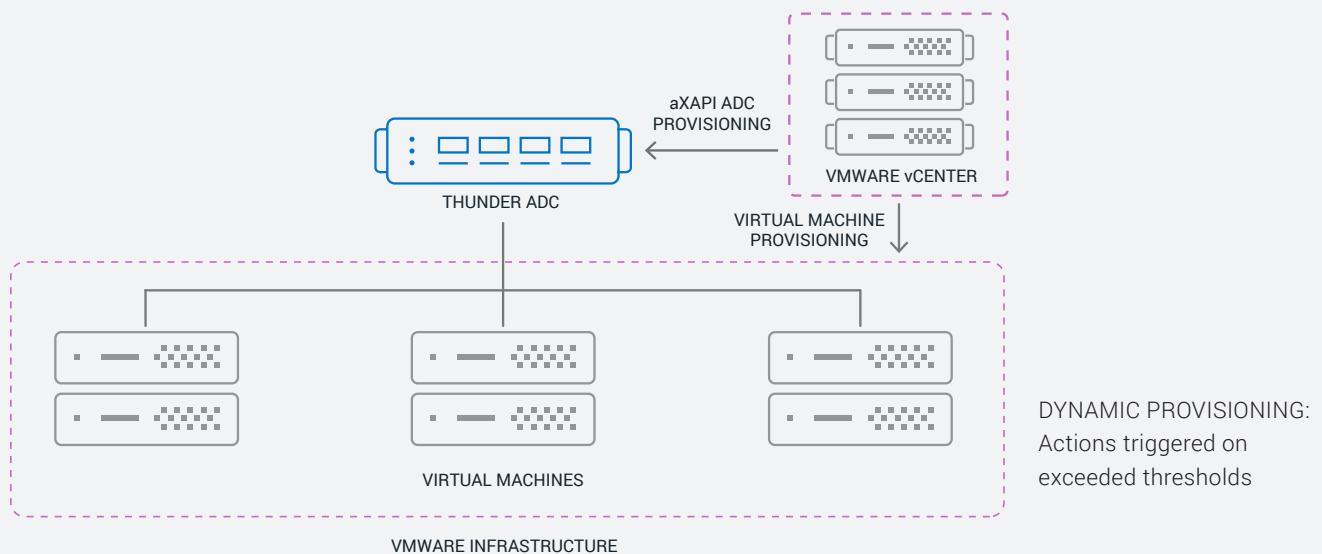 aXAPI ADC
PROVISIONING
VMWARE vCENTER
THUNDER ADC
VIRTUAL MACHINE
PROVISIONING
DYNAMIC PROVISIONING:
Actions triggered on
exceeded thresholds
VIRTUAL MACHINES
VMWARE INFRASTRUCTURE